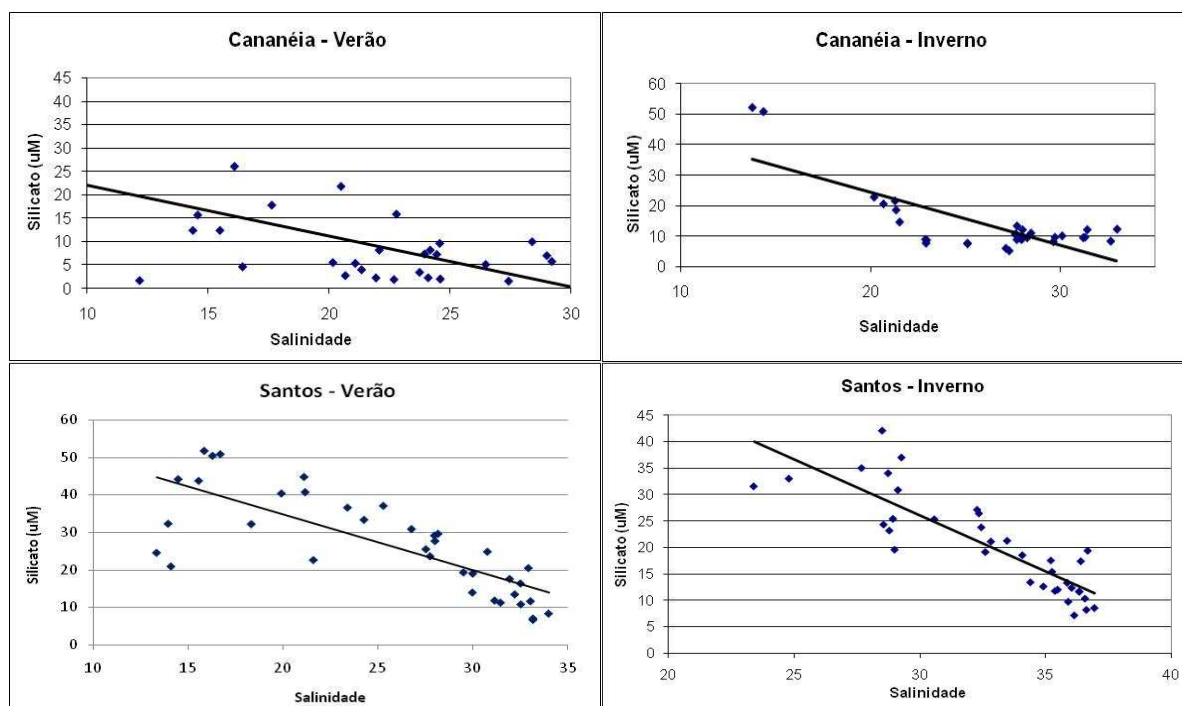 Cananéia - Verão
Silicato (uM)
45
40
35
30
25
20
15
10
5
0
10 15 20 25 30
Salinidade
Cananéia - Inverno
Silicato (uM)
60
50
40
30
20
10
0
10 20 30
Salinidade
Santos - Verão
Silicato (uM)
60
50
40
30
20
10
0
10 15 20 25 30 35
Salinidade
Santos - Inverno
Silicato (uM)
45
40
35
30
25
20
15
10
5
0
20 25 30 35 40
Salinidade